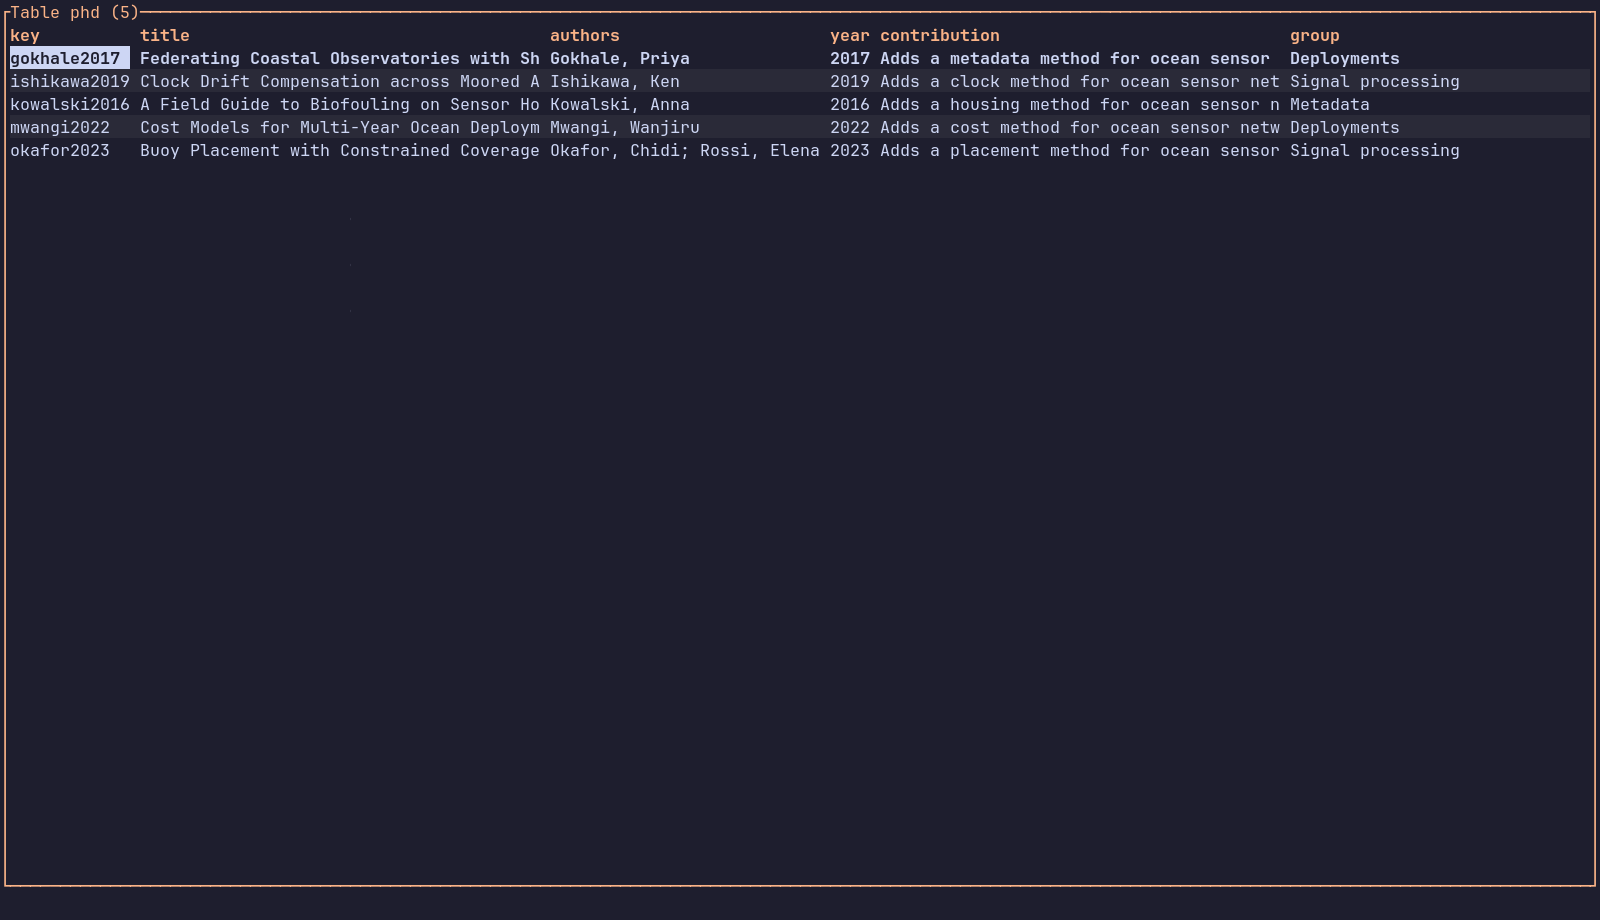 Table phd (5)
key title authors year contribution group
gokhale2017 Federating Coastal Observatories with Sh Gokhale, Priya 2017 Adds a metadata method for ocean sensor Deployments
ishikawa2019 Clock Drift Compensation across Moored A Ishikawa, Ken 2019 Adds a clock method for ocean sensor net Signal processing
kowalski2016 A Field Guide to Biofouling on Sensor Ho Kowalski, Anna 2016 Adds a housing method for ocean sensor n Metadata
mwangi2022 Cost Models for Multi-Year Ocean Deploym Mwangi, Wanjiru 2022 Adds a cost method for ocean sensor netw Deployments
okafor2023 Buoy Placement with Constrained Coverage Okafor, Chidi; Rossi, Elena 2023 Adds a placement method for ocean sensor Signal processing